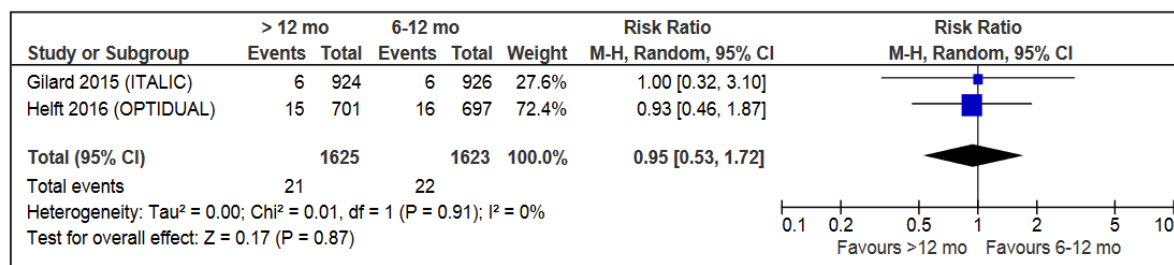 > 12 mo 6-12 mo Risk Ratio Risk Ratio
Study or Subgroup Events Total Events Total Weight M-H, Random, 95% CI M-H, Random, 95% CI
Gilard 2015 (ITALIC) 6 924 6 926 27.6% 1.00 [0.32, 3.10]
Helft 2016 (OPTIDUAL) 15 701 16 697 72.4% 0.93 [0.46, 1.87]
Total (95% CI) 1625 1623 100.0% 0.95 [0.53, 1.72]
Total events 21 22
Heterogeneity: Tau² = 0.00; Chi² = 0.01, df = 1 (P = 0.91); I² = 0%
Test for overall effect: Z = 0.17 (P = 0.87)
0.1 0.2 0.5 1 2 5 10
Favours >12 mo Favours 6-12 mo